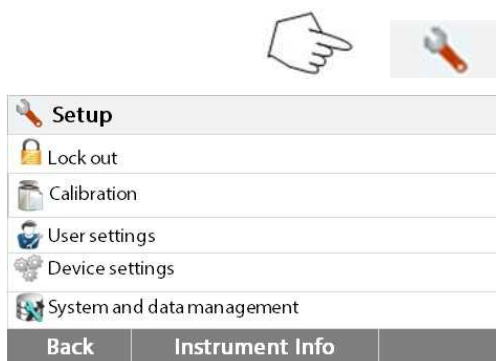 Setup
Lock out
Calibration
User settings
Device settings
System and data management
Back Instrument Info